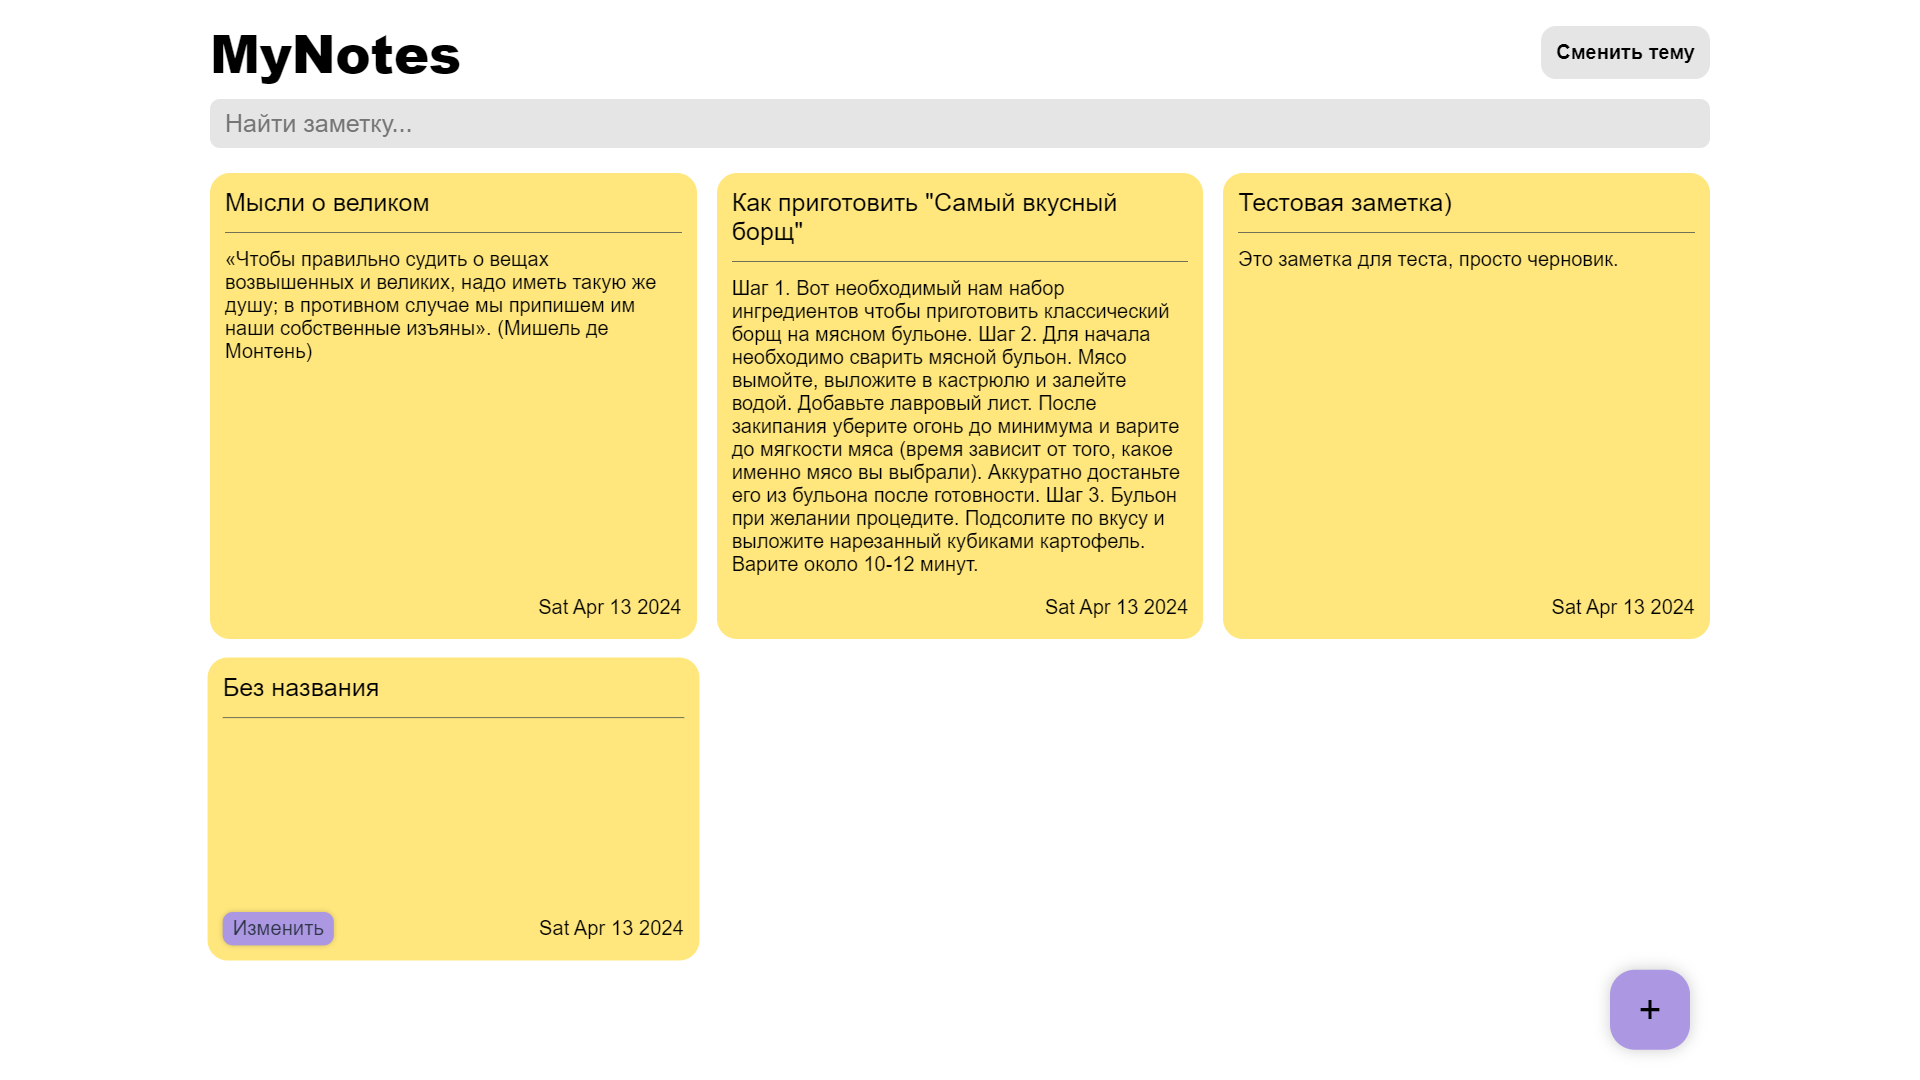 MyNotes
Сменить тему
Найти заметку...
Мысли о великом
«Чтобы правильно судить о вещах
возвышенных и великих, надо иметь такую же
душу; в противном случае мы припишем им
наши собственные изъяны». (Мишель де
Монтень)
Sat Apr 13 2024
Как приготовить "Самый вкусный
борщ"
Шаг 1. Вот необходимый нам набор
ингредиентов чтобы приготовить классический
борщ на мясном бульоне. Шаг 2. Для начала
необходимо сварить мясной бульон. Мясо
вымойте, выложите в кастрюлю и залейте
водой. Добавьте лавровый лист. После
закипания уберите огонь до минимума и варите
до мягкости мяса (время зависит от того, какое
именно мясо вы выбрали). Аккуратно достаньте
его из бульона после готовности. Шаг 3. Бульон
при желании процедите. Подсолите по вкусу и
выложите нарезанный кубиками картофель.
Варите около 10-12 минут.
Sat Apr 13 2024
Тестовая заметка)
Это заметка для теста, просто черновик.
Sat Apr 13 2024
Без названия
Изменить
Sat Apr 13 2024
+